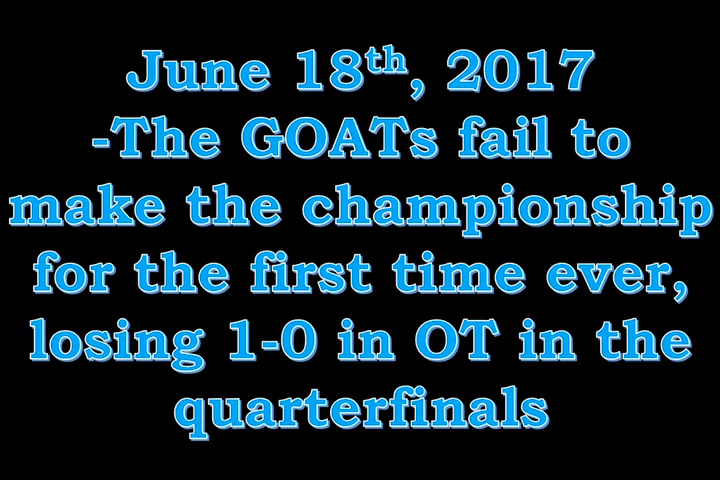 June 18th, 2017
-The GOATs fail to
make the championship
for the first time ever,
losing 1-0 in OT in the
quarterfinals